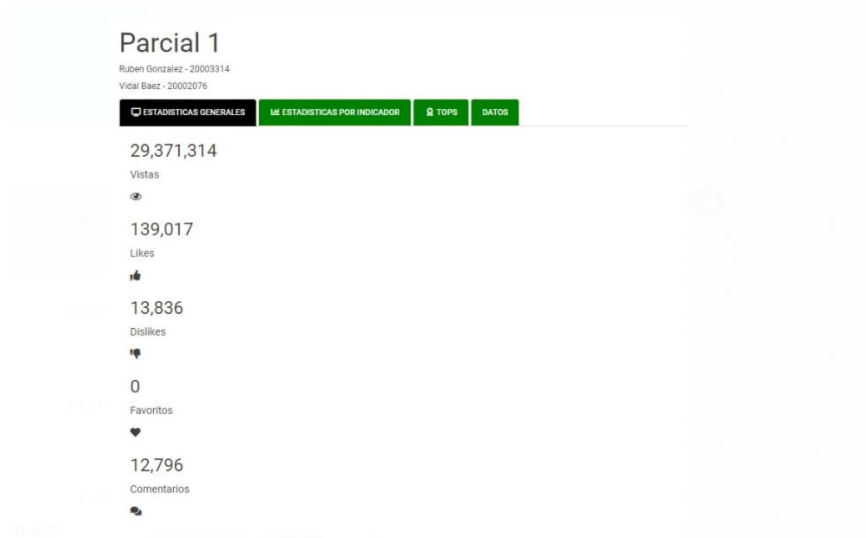 Parcial 1
Ruben Gonzalez - 20003314
Vidal Baez - 20002076
ESTADISTICAS GENERALES ESTADISTICAS POR INDICADOR TOPS DATOS
29,371,314
Vistas
139,017
Likes
13,836
Dislikes
0
Favoritos
12,796
Comentarios